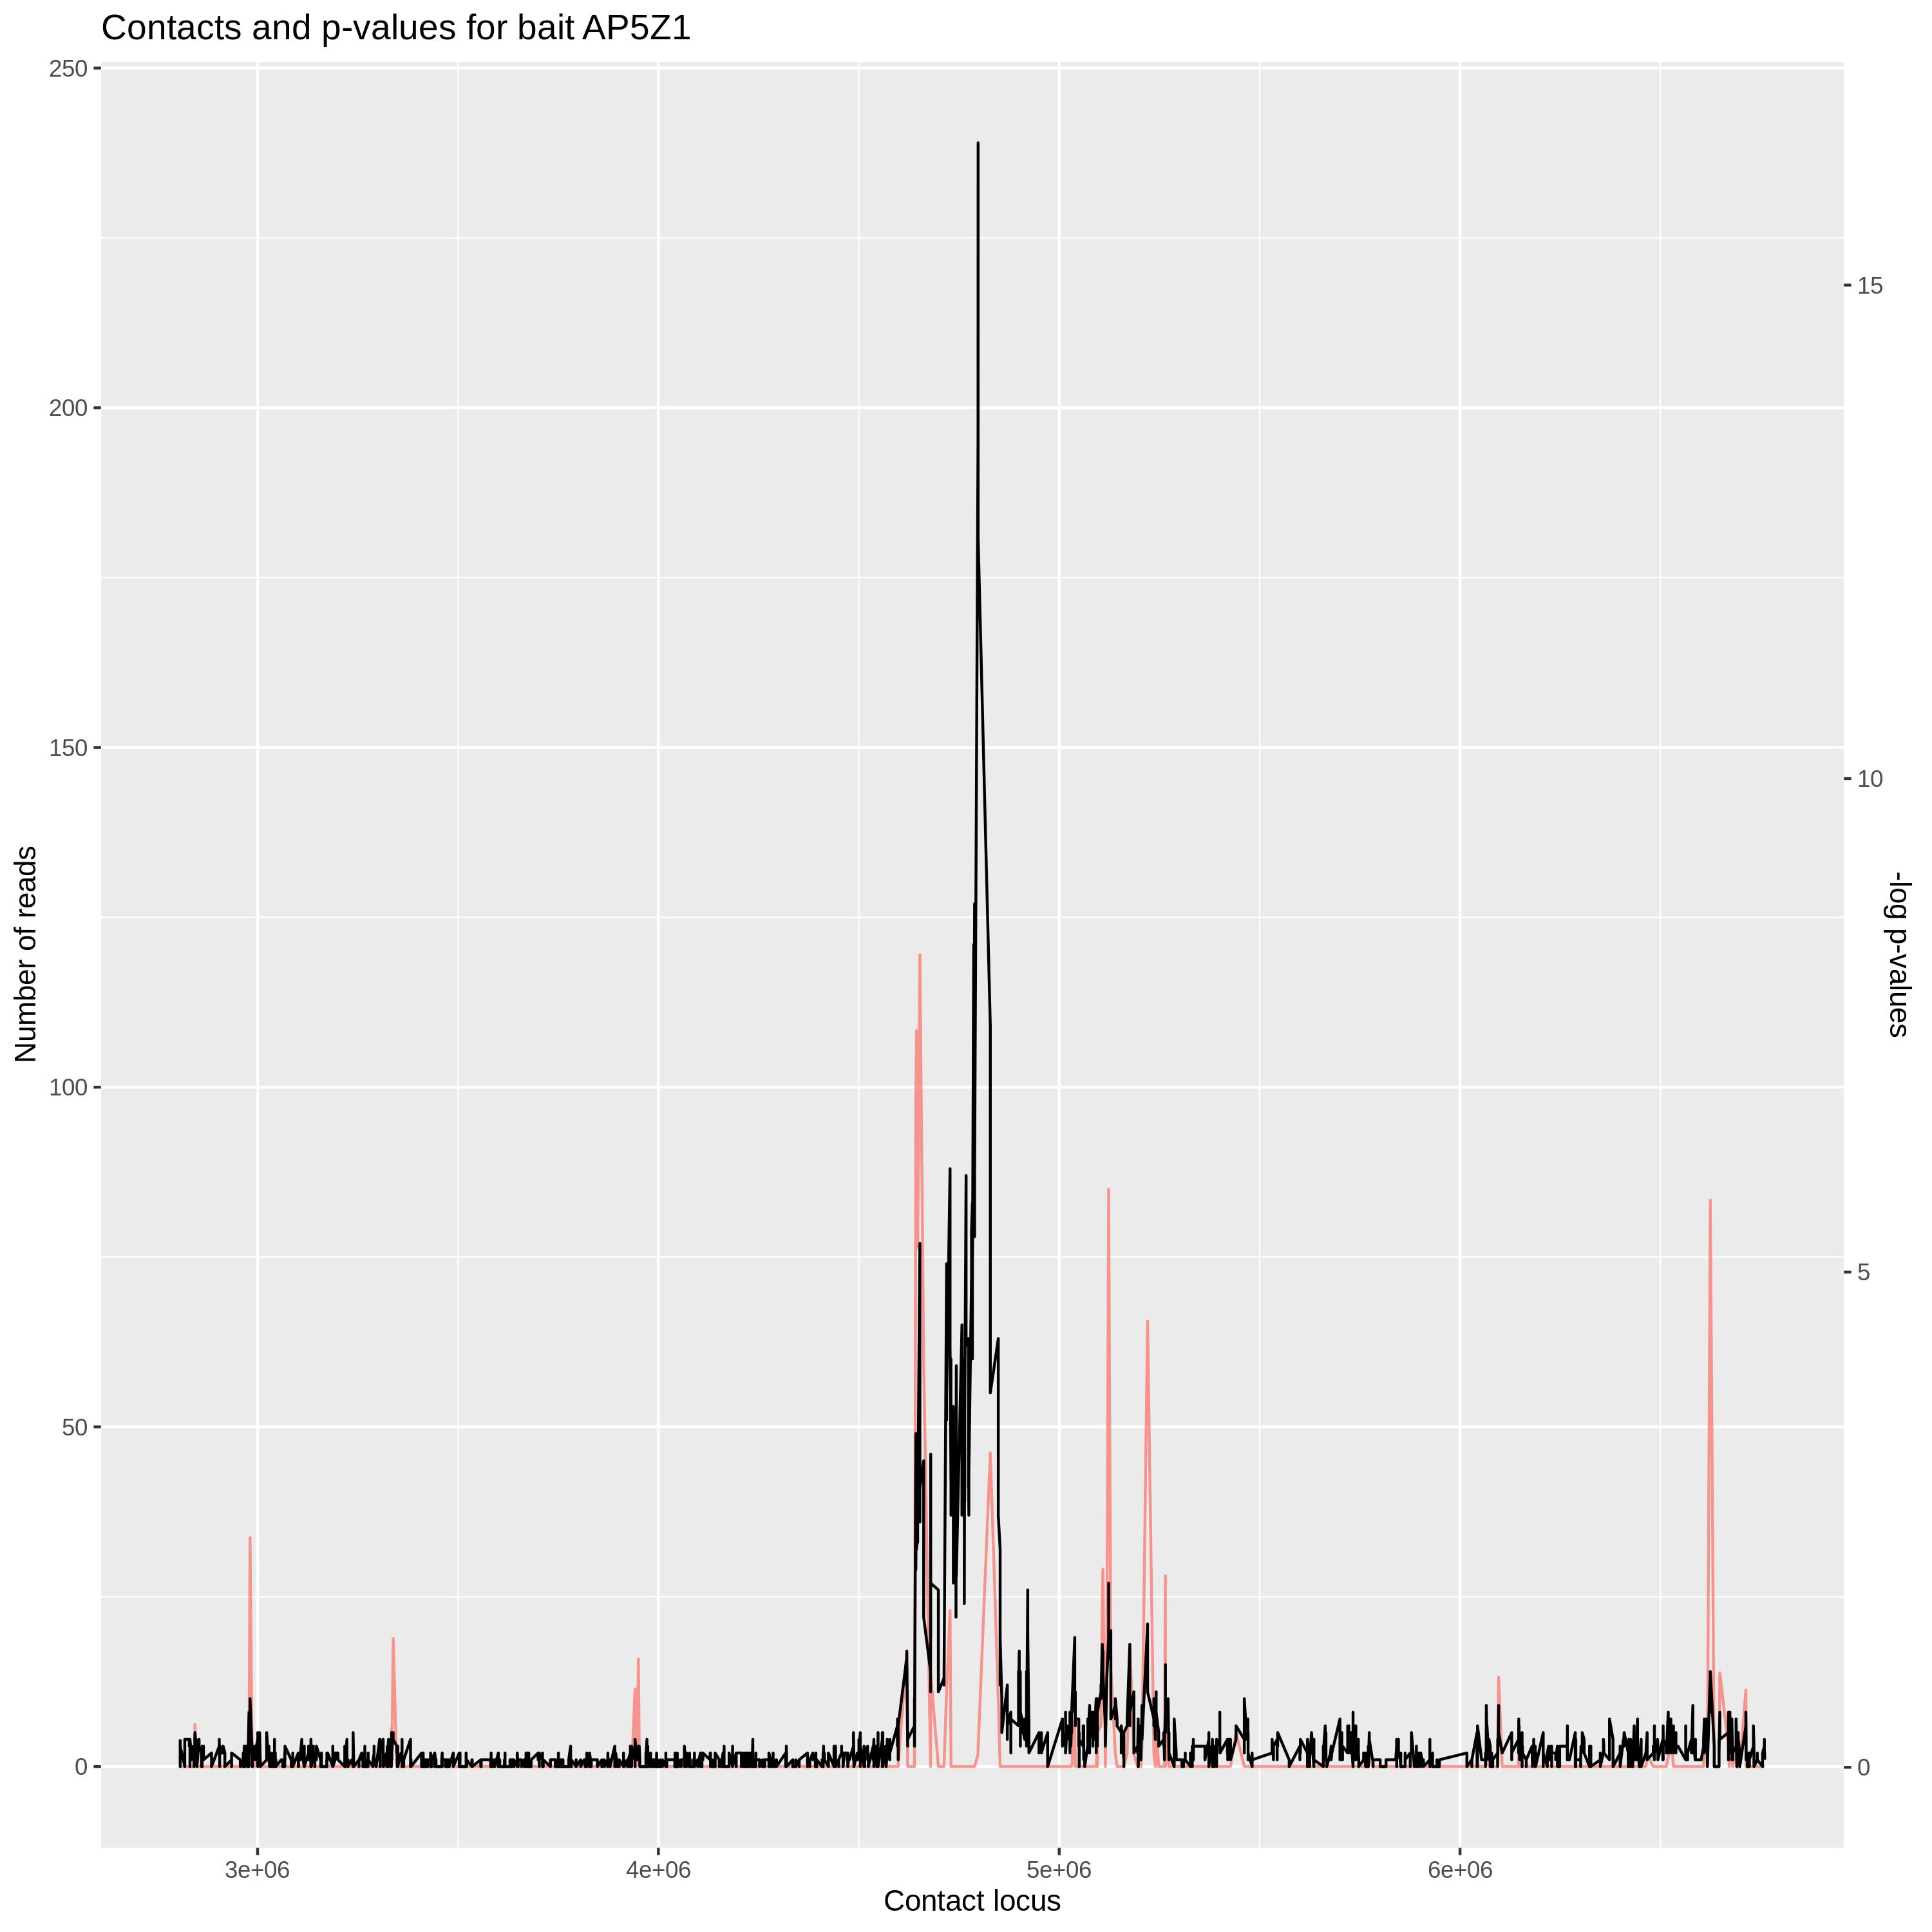 Contacts and p-values for bait AP5Z1
250
200
150
100
50
0
Number of reads
15
10
5
0
-log p-values
3e+06 4e+06 5e+06 6e+06
Contact locus